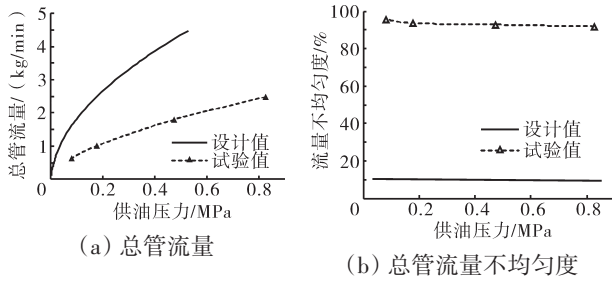 总管流量/(kg/min)
5
4
3
2
1
0
0.2
0.4
0.6
0.8
设计值
试验值
供油压力/MPa
(a) 总管流量
流量不均匀度/%
100
80
60
40
20
0
0.2
0.4
0.6
0.8
设计值
试验值
供油压力/MPa
(b) 总管流量不均匀度